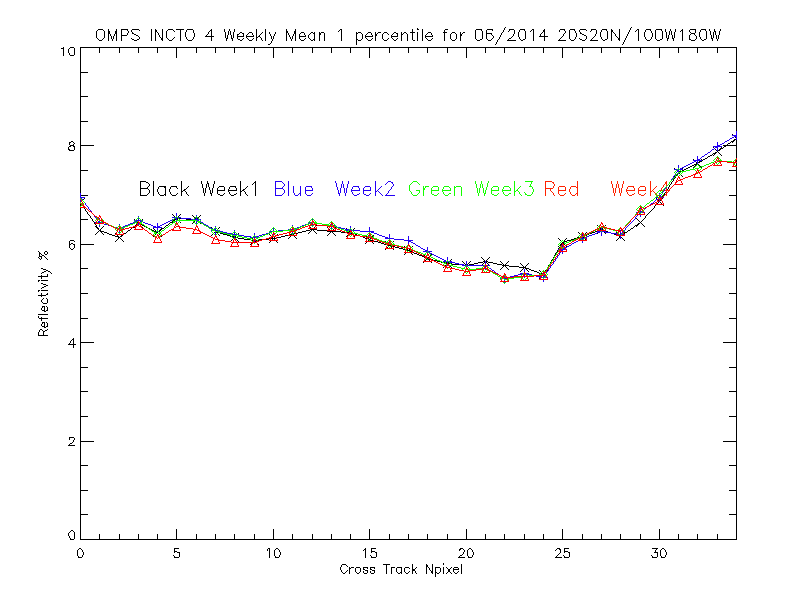 OMPS INCTO 4 Weekly Mean 1 percentile for 06/2014 20S20N/100W180W
10
8
Black Week1 Blue Week2 Green Week3 Red Week4
6
Reflectivity %
4
2
0
0 5 10 15 20 25 30
Cross Track Npixel